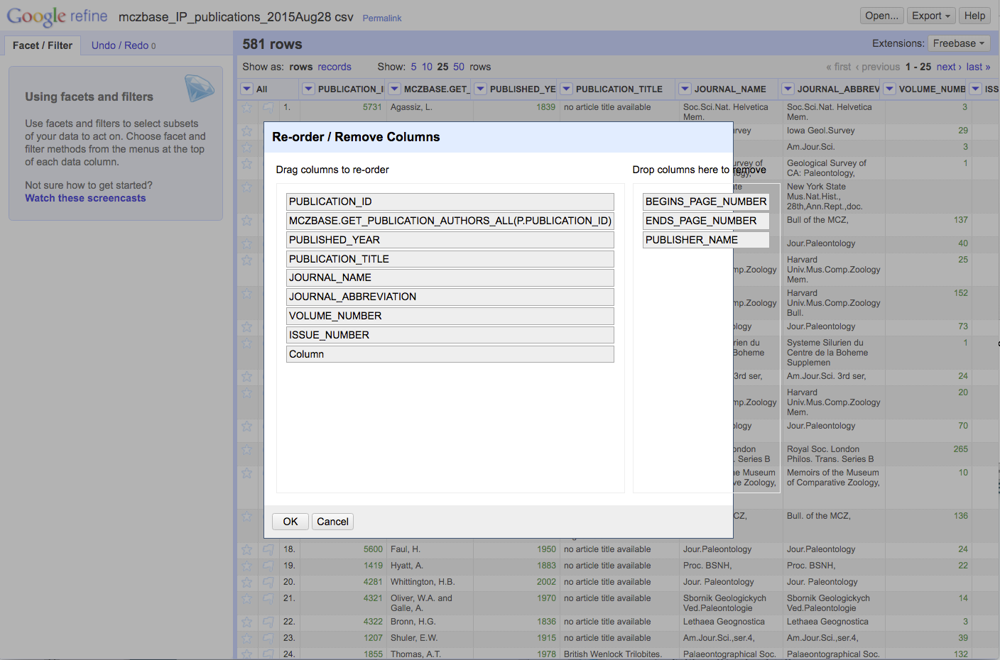 Google refine mczbase_IP_publications_2015Aug28 csv Permalink
Open... Export Help
Facet / Filter Undo / Redo 0
581 rows
Extensions: Freebase
Show as: rows records Show: 5 10 25 50 rows
« first ‹ previous 1 - 25 next › last »
Using facets and filters
Use facets and filters to select subsets
of your data to act on. Choose facet and
filter methods from the menus at the top
of each data column.
Not sure how to get started?
Watch these screencasts
All PUBLICATION_I MCZBASE.GET_ PUBLISHED_YE PUBLICATION_TITLE JOURNAL_NAME JOURNAL_ABBREV VOLUME_NUMB ISS
1. 5731 Agassiz, L. 1839 no article title available Soc.Sci.Nat. Helvetica Soc.Sci.Nat. Helvetica 3
Mem. Mem.
Re-order / Remove Columns
Drag columns to re-order
PUBLICATION_ID
MCZBASE.GET_PUBLICATION_AUTHORS_ALL(P.PUBLICATION_ID)
PUBLISHED_YEAR
PUBLICATION_TITLE
JOURNAL_NAME
JOURNAL_ABBREVIATION
VOLUME_NUMBER
ISSUE_NUMBER
Column
Drop columns here to remove
BEGINS_PAGE_NUMBER
ENDS_PAGE_NUMBER
PUBLISHER_NAME
OK Cancel
Iowa Geol.Survey 29
Am.Jour.Sci. 3
Geological Survey of 1
CA: Paleontology,
New York State
Mus.Nat.Hist.,
28th,Ann.Rept.,doc.
Bull of the MCZ, 137
Jour.Paleontology 40
Harvard 25
mp.Zoology Univ.Mus.Comp.Zoology
Mem.
Harvard 152
mp.Zoology Univ.Mus.Comp.Zoology
Bull.
logy Jour.Paleontology 73
rien du Systeme Silurien du 1
Boheme Centre de la Boheme
Supplemen
3rd ser, Am.Jour.Sci. 3rd ser, 24
Harvard 20
mp.Zoology Univ.Mus.Comp.Zoology
Mem.
logy Jour.Paleontology 70
ondon Royal Soc. London 265
. Series B Philos. Trans. Series B
e Museum Memoirs of the Museum 10
ve Zoology, of Comparative Zoology,
CZ, Bull. of the MCZ, 136
18. 5600 Faul, H. 1950 no article title available Jour.Paleontology Jour.Paleontology 24
19. 1419 Hyatt, A. 1883 no article title available Proc. BSNH, Proc. BSNH, 22
20. 4281 Whittington, H.B. 2002 no article title available Jour. Paleontology Jour. Paleontology
21. 4321 Oliver, W.A. and 1970 no article title available Sbornik Geologickych Sbornik Geologickych 14
Galle, A. Ved.Paleontologie Ved.Paleontologie
22. 4322 Bronn, H.G. 1836 no article title available Lethaea Geognostica Lethaea Geognostica 3
23. 1207 Shuler, E.W. 1915 no article title available Am.Jour.Sci.,ser.4, Am.Jour.Sci.,ser.4, 39
24. 1855 Thomas, A.T. 1978 British Wenlock Trilobites. Palaeontographical Soc. Palaeontographical Soc. 132